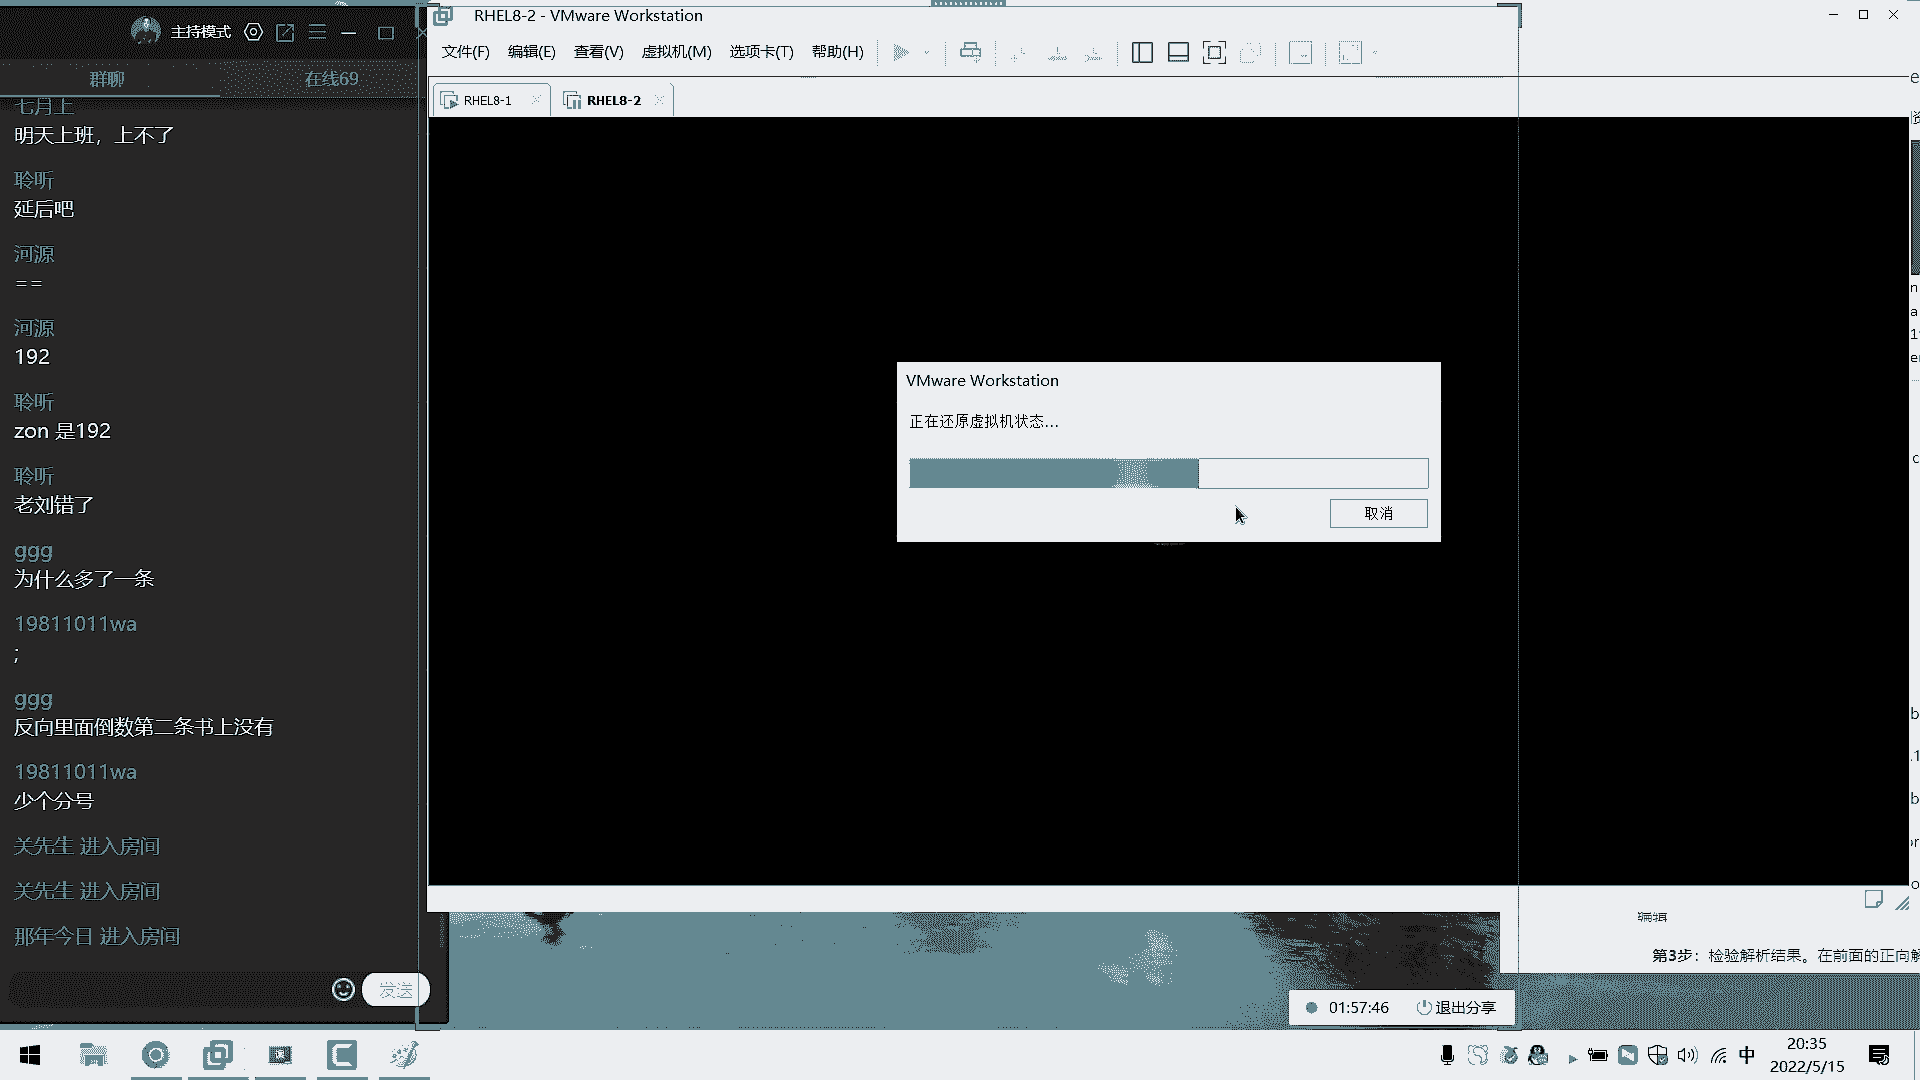 主持模式
群聊
在线69
七月上
明天上班，上不了
聆听
延后吧
河源
==
河源
192
聆听
zon 是192
聆听
老刘错了
ggg
为什么多了一条
19811011wa
;
ggg
反向里面倒数第二条书上没有
19811011wa
少个分号
关先生 进入房间
关先生 进入房间
那年今日 进入房间
发送
RHEL8-2 - VMware Workstation
文件(F) 编辑(E) 查看(V) 虚拟机(M) 选项卡(T) 帮助(H)
RHEL8-1
RHEL8-2
VMware Workstation
正在还原虚拟机状态...
取消
编辑
第3步：检验解析结果。在前面的正向解
01:57:46
退出分享
中
20:35
2022/5/15